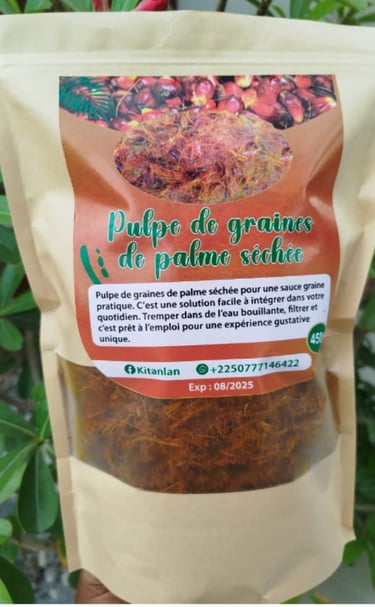 Pulpe de graines
de palme séchée
Pulpe de graines de palme séchée pour une sauce graine
pratique. C'est une solution facile à intégrer dans votre
quotidien. Tremper dans de l'eau bouillante, filtrer et
c'est prêt à l'emploi pour une expérience gustative
unique.
450
Kitanlan +2250777146422
Exp : 08/2025